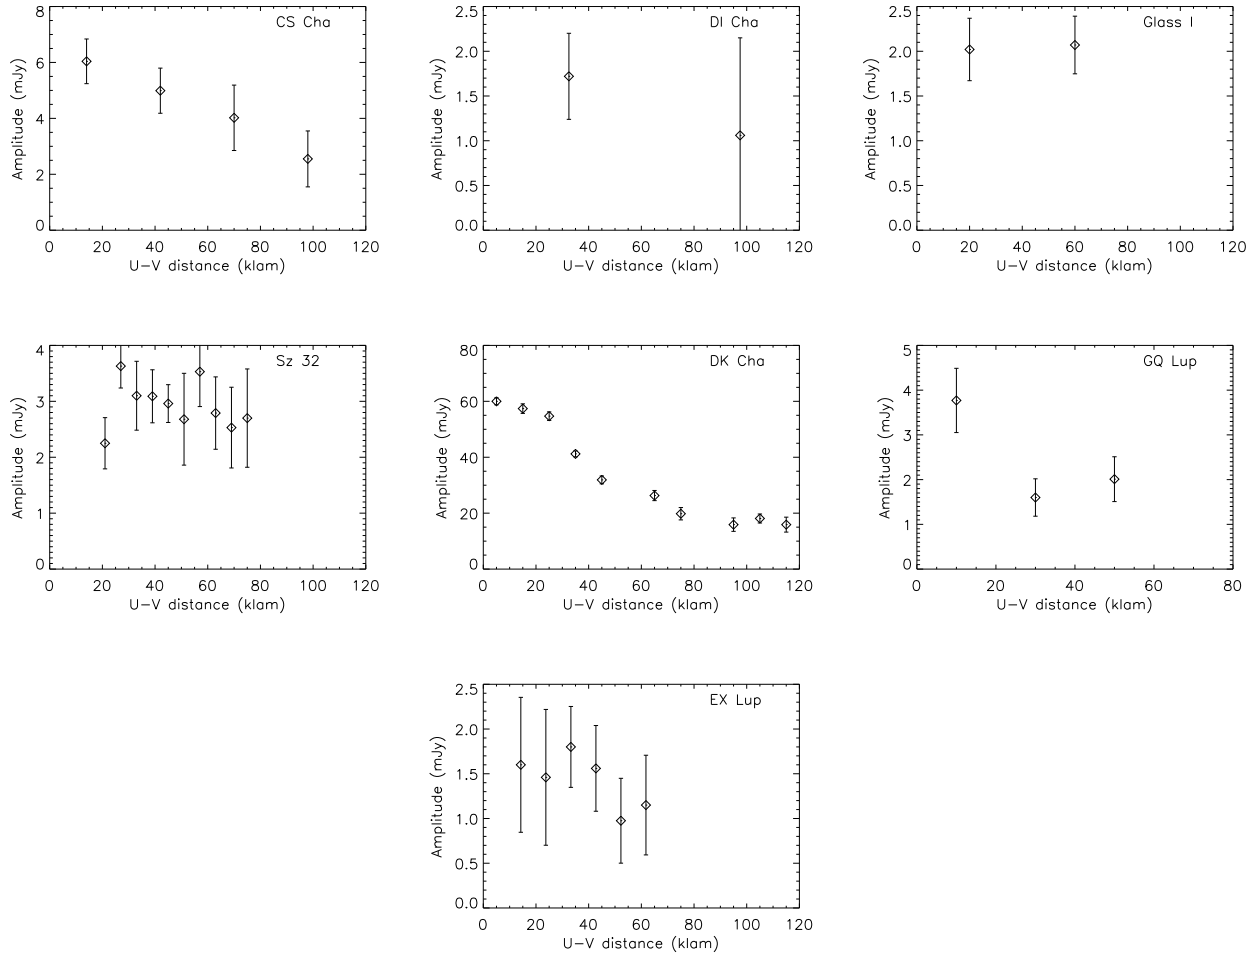 CS Cha
Amplitude (mJy)
8
6
4
2
0
0 20 40 60 80 100 120
U−V distance (klam)
DI Cha
Amplitude (mJy)
2.5
2.0
1.5
1.0
0.5
0.0
0 20 40 60 80 100 120
U−V distance (klam)
Glass I
Amplitude (mJy)
2.5
2.0
1.5
1.0
0.5
0.0
0 20 40 60 80 100 120
U−V distance (klam)
Sz 32
Amplitude (mJy)
4
3
2
1
0
0 20 40 60 80 100 120
U−V distance (klam)
DK Cha
Amplitude (mJy)
80
60
40
20
0
0 20 40 60 80 100 120
U−V distance (klam)
GQ Lup
Amplitude (mJy)
5
4
3
2
1
0
0 20 40 60 80
U−V distance (klam)
EX Lup
Amplitude (mJy)
2.5
2.0
1.5
1.0
0.5
0.0
0 20 40 60 80 100 120
U−V distance (klam)